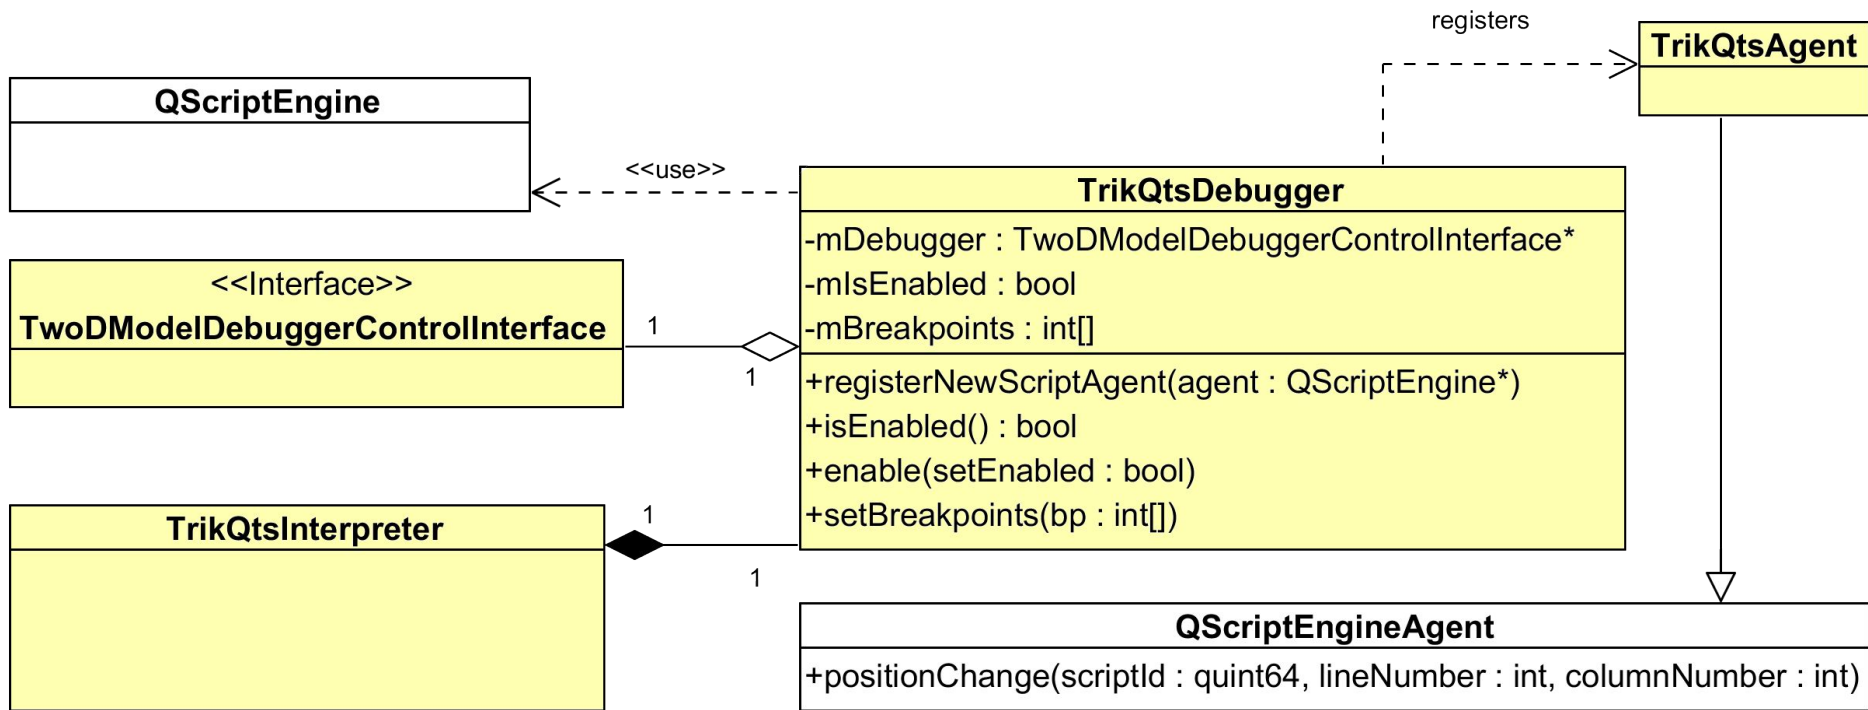 registers
TrikQtsAgent
QScriptEngine
<<use>>
TrikQtsDebugger
-mDebugger : TwoDModelDebuggerControlInterface*
-mIsEnabled : bool
-mBreakpoints : int[]
<<Interface>>
TwoDModelDebuggerControlInterface
1
1
+registerNewScriptAgent(agent : QScriptEngine*)
+isEnabled() : bool
+enable(setEnabled : bool)
+setBreakpoints(bp : int[])
TrikQtsInterpreter
1
1
QScriptEngineAgent
+positionChange(scriptId : quint64, lineNumber : int, columnNumber : int)